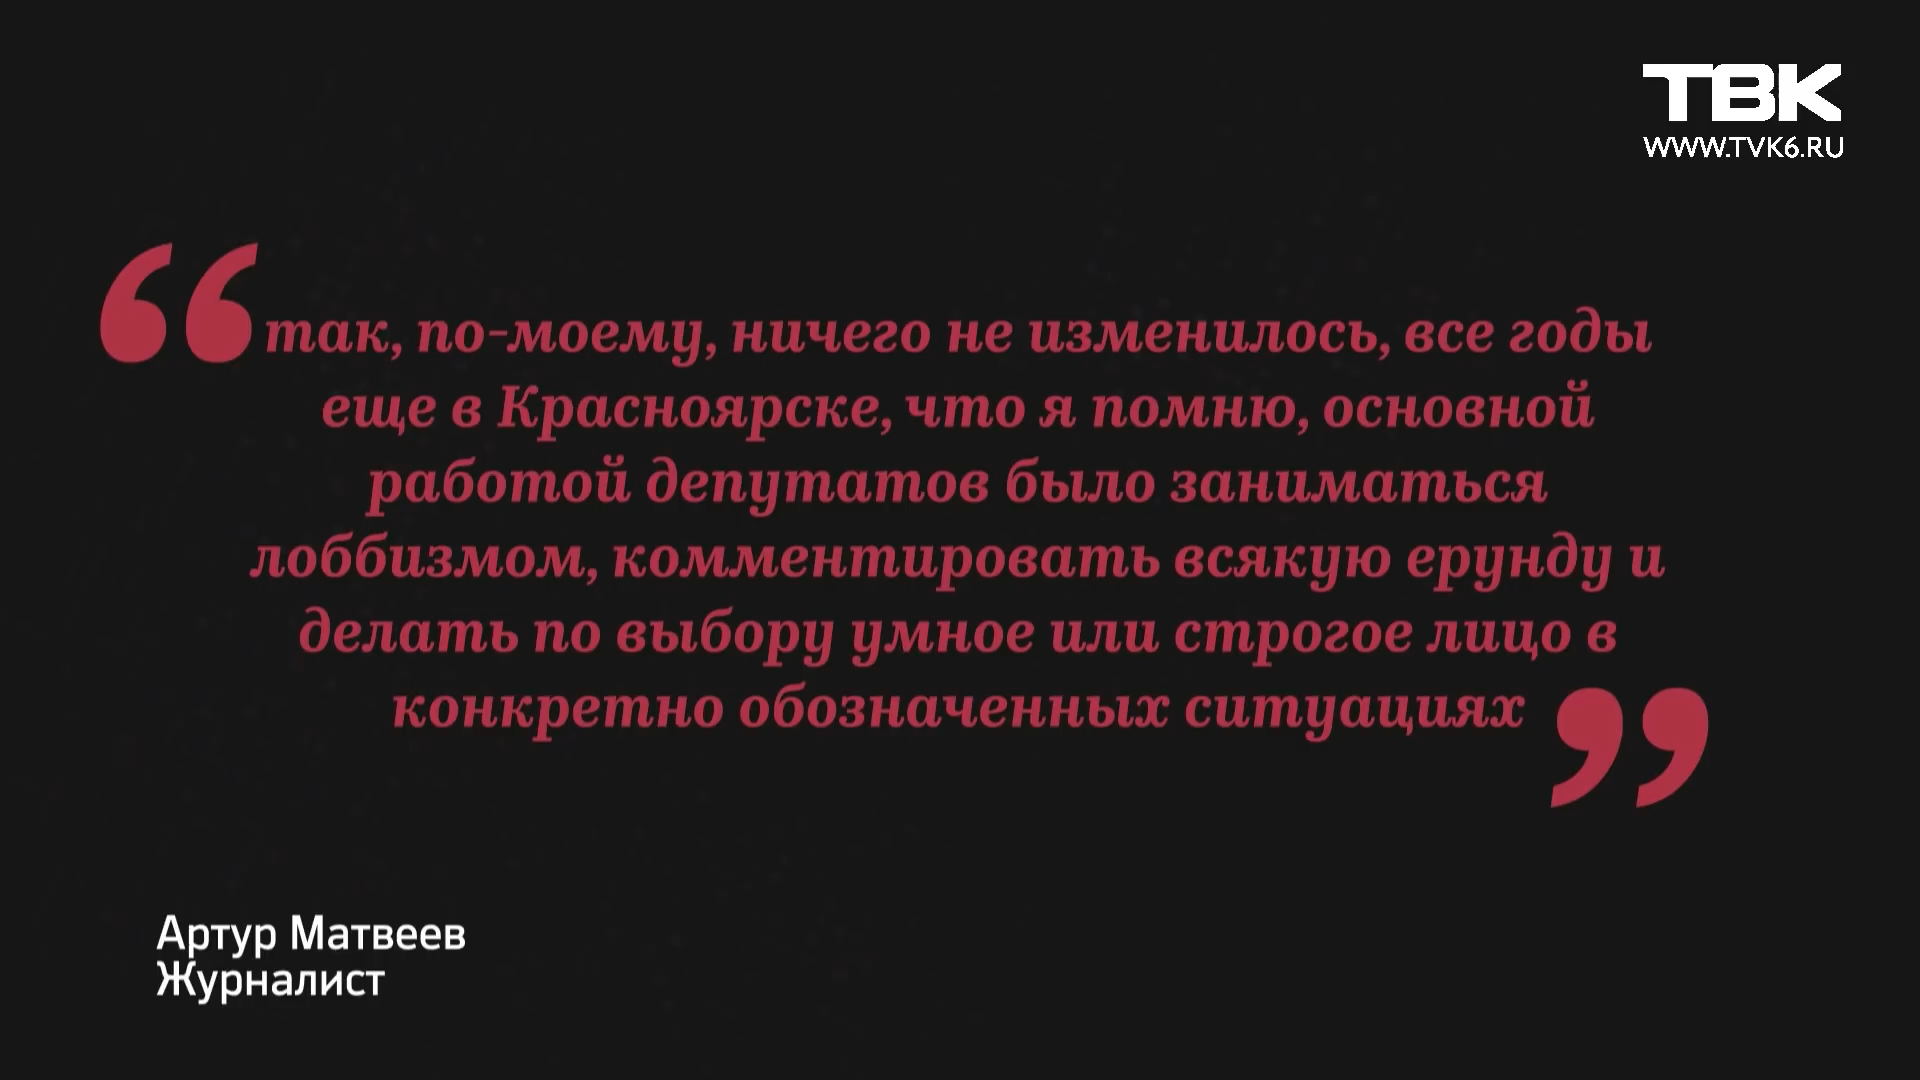 ТВК
WWW.TVK6.RU
“так, по-моему, ничего не изменилось, все годы
еще в Красноярске, что я помню, основной
работой депутатов было заниматься
лоббизмом, комментировать всякую ерунду и
делать по выбору умное или строгое лицо в
конкретно обозначенных ситуациях”
Артур Матвеев
Журналист